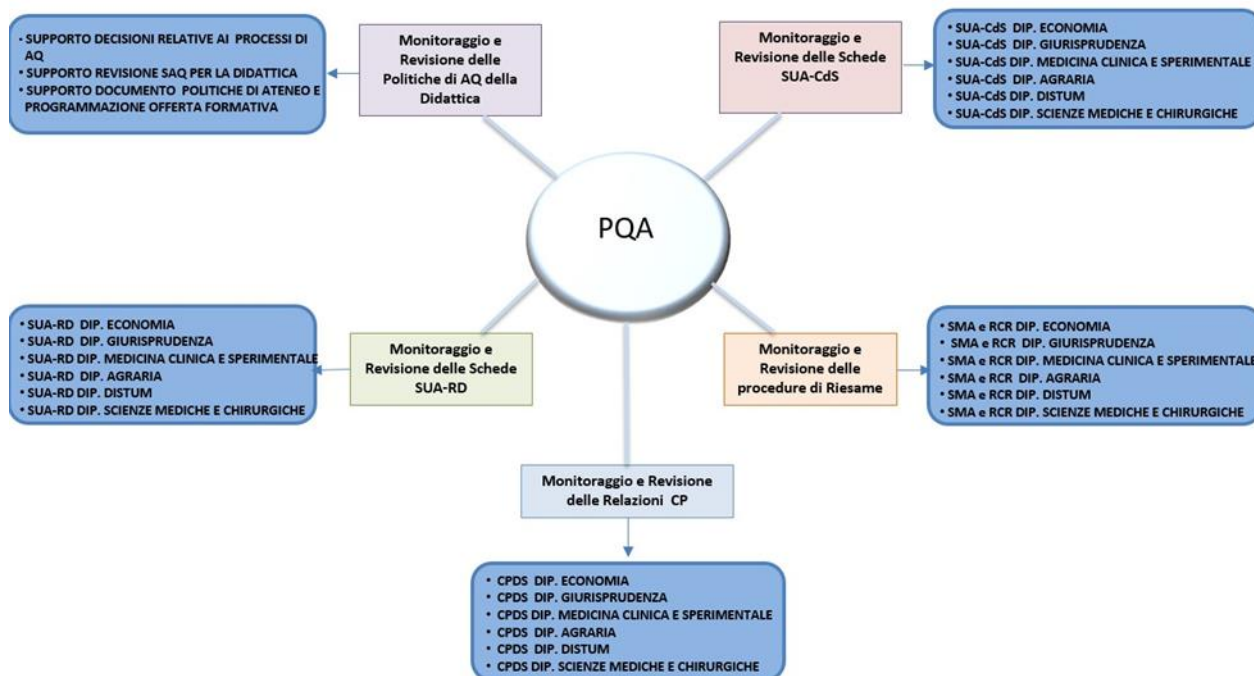 • SUPPORTO DECISIONI RELATIVE AI PROCESSI DI
AQ
• SUPPORTO REVISIONE SAQ PER LA DIDATTICA
• SUPPORTO DOCUMENTO POLITICHE DI ATENEO E
PROGRAMMAZIONE OFFERTA FORMATIVA
Monitoraggio e
Revisione delle
Politiche di AQ della
Didattica
Monitoraggio e
Revisione delle Schede
SUA-CdS
• SUA-CdS DIP. ECONOMIA
• SUA-CdS DIP. GIURISPRUDENZA
• SUA-CdS DIP. MEDICINA CLINICA E SPERIMENTALE
• SUA-CdS DIP. AGRARIA
• SUA-CdS DIP. DISTUM
• SUA-CdS DIP. SCIENZE MEDICHE E CHIRURGICHE
PQA
• SUA-RD DIP. ECONOMIA
• SUA-RD DIP. GIURISPRUDENZA
• SUA-RD DIP. MEDICINA CLINICA E SPERIMENTALE
• SUA-RD DIP. AGRARIA
• SUA-RD DIP. DISTUM
• SUA-RD DIP. SCIENZE MEDICHE E CHIRURGICHE
Monitoraggio e
Revisione delle Schede
SUA-RD
Monitoraggio e
Revisione delle
procedure di Riesame
• SMA e RCR DIP. ECONOMIA
• SMA e RCR DIP. GIURISPRUDENZA
• SMA e RCR DIP. MEDICINA CLINICA E SPERIMENTALE
• SMA e RCR DIP. AGRARIA
• SMA e RCR DIP. DISTUM
• SMA e RCR DIP. SCIENZE MEDICHE E CHIRURGICHE
Monitoraggio e Revisione
delle Relazioni CP
• CPDS DIP. ECONOMIA
• CPDS DIP. GIURISPRUDENZA
• CPDS DIP. MEDICINA CLINICA E SPERIMENTALE
• CPDS DIP. AGRARIA
• CPDS DIP. DISTUM
• CPDS DIP. SCIENZE MEDICHE E CHIRURGICHE